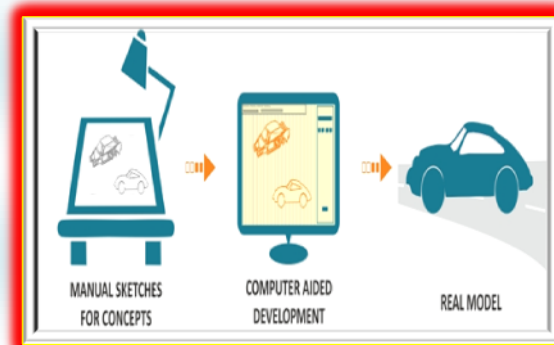 MANUAL SKETCHES
FOR CONCEPTS
COMPUTER AIDED
DEVELOPMENT
REAL MODEL